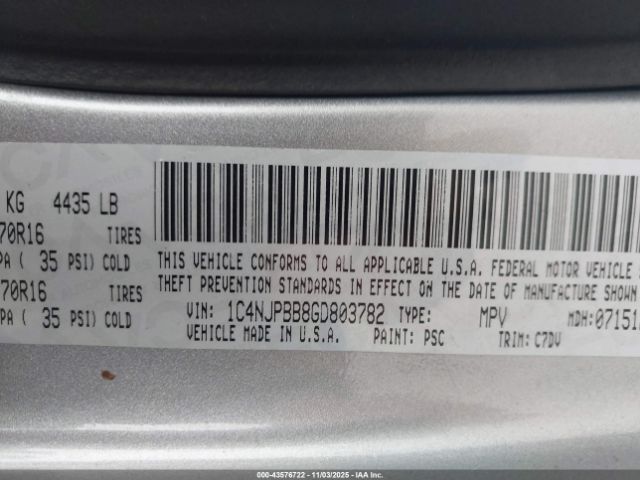 KG 4435 LB
70R16 TIRES
PA ( 35 PSI) COLD
70R16 TIRES
PA ( 35 PSI) COLD
THIS VEHICLE CONFORMS TO ALL APPLICABLE U.S.A. FEDERAL MOTOR VEHICLE
THEFT PREVENTION STANDARDS IN EFFECT ON THE DATE OF MANUFACTURE SHOWN
VIN: 1C4NJPBB8GD803782 TYPE: MPV MDH:07151
VEHICLE MADE IN U.S.A. PAINT: PSC TRIM: C7DV
000-43576722 - 11/03/2025 - IAA Inc.